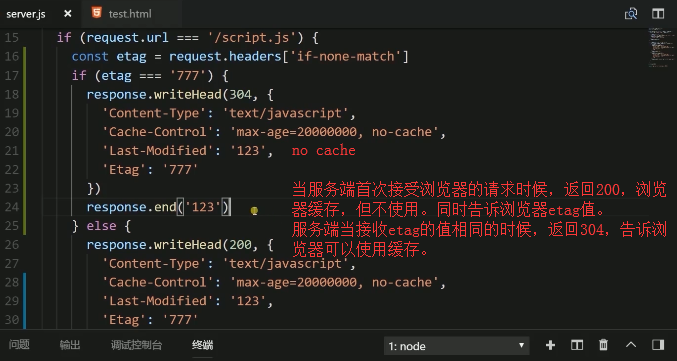 server.js × test.html
15 if (request.url === '/script.js') {
16 const etag = request.headers['if-none-match']
17 if (etag === '777') {
18 response.writeHead(304, {
19 'Content-Type': 'text/javascript',
20 'Cache-Control': 'max-age=20000000, no-cache',
21 'Last-Modified': '123', no cache
22 'Etag': '777'
23 })
当服务端首次接受浏览器的请求时候，返回200，浏览
24 response.end('123') 器缓存，但不使用。同时告诉浏览器etag值。
25 } else { 服务端当接收etag的值相同的时候，返回304，告诉浏
26 response.writeHead(200, { 览器可以使用缓存。
27 'Content-Type': 'text/javascript',
28 'Cache-Control': 'max-age=20000000, no-cache',
29 'Last-Modified': '123',
30 'Etag': '777'
问题 输出 调试控制台 终端 1: node